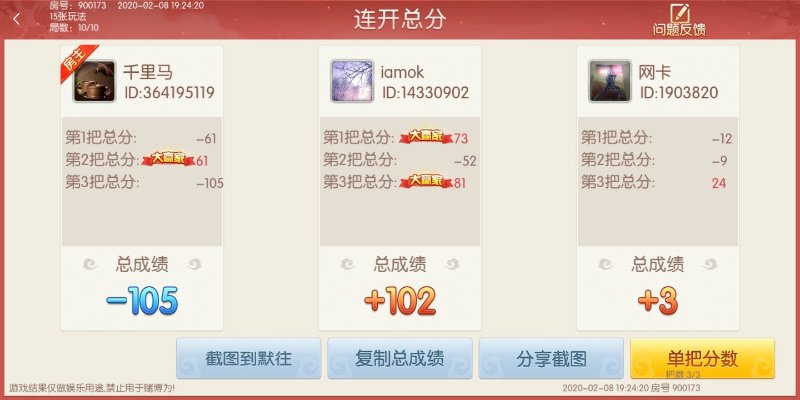 房号：900173 2020-02-08 19:24:20
15张玩法
局数：10/10
连开总分
问题反馈
房主
千里马
ID:364195119
第1把总分: -61
第2把总分: 大赢家 61
第3把总分: -105
总成绩
-105
iamok
ID:14330902
第1把总分: 大赢家 73
第2把总分: -52
第3把总分: 大赢家 81
总成绩
+102
网卡
ID:1903820
第1把总分: -12
第2把总分: -9
第3把总分: 24
总成绩
+3
截图到默往
复制总成绩
分享截图
单把分数
把数:3/3
游戏结果仅做娱乐用途,禁止用于赌博为!
2020-02-08 19:24:20 房号 900173